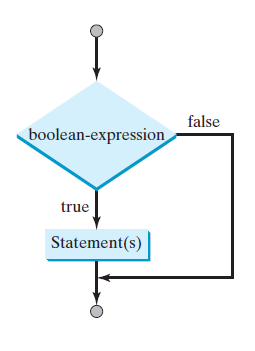 boolean-expression
false
true
Statement(s)